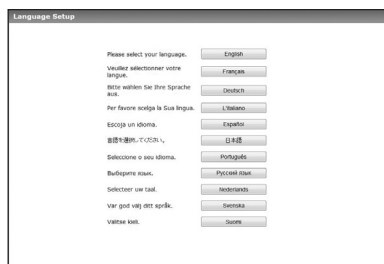 Language Setup
Please select your language. English
Veuillez sélectionner votre
langue. Français
Bitte wählen Sie Ihre Sprache
aus. Deutsch
Per favore scelga la Sua lingua. L'italiano
Escoja un idioma. Español
言語を選択してください。 日本語
Seleccione o seu idioma. Português
Выберите язык. Русский язык
Selecteer uw taal. Nederlands
Var god välj ditt språk. Svenska
Valitse kieli. Suomi